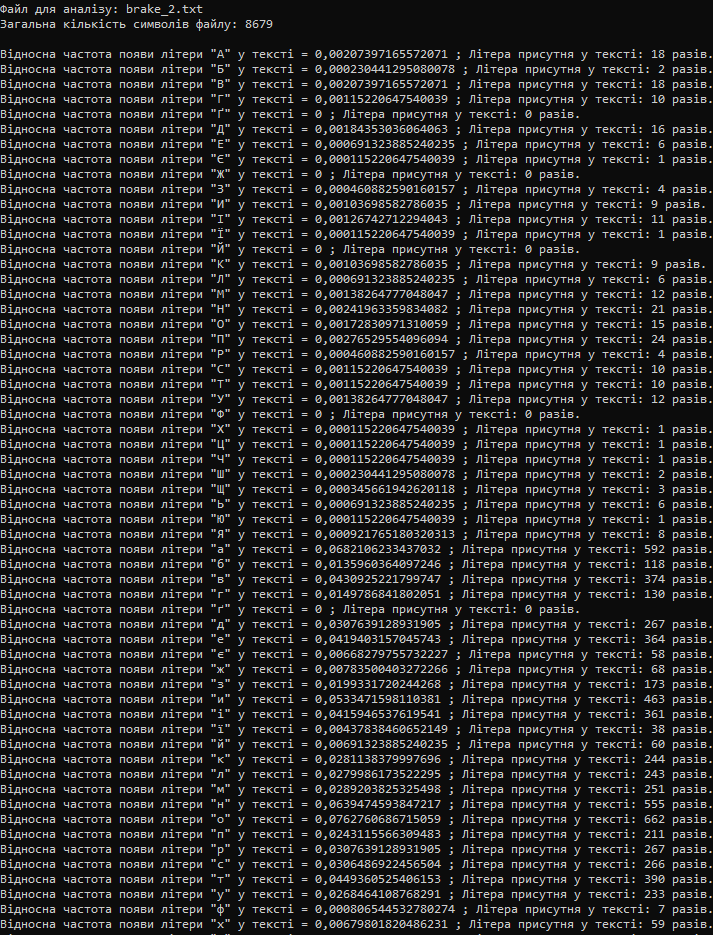 Файл для аналізу: brake_2.txt
Загальна кількість символів файлу: 8679
Відносна частота появи літери "А" у тексті = 0,00207397165572071 ; Літера присутня у тексті: 18 разів.
Відносна частота появи літери "Б" у тексті = 0,000230441295080078 ; Літера присутня у тексті: 2 разів.
Відносна частота появи літери "В" у тексті = 0,00207397165572071 ; Літера присутня у тексті: 18 разів.
Відносна частота появи літери "Г" у тексті = 0,00115220647540039 ; Літера присутня у тексті: 10 разів.
Відносна частота появи літери "Ґ" у тексті = 0 ; Літера присутня у тексті: 0 разів.
Відносна частота появи літери "Д" у тексті = 0,00184353036064063 ; Літера присутня у тексті: 16 разів.
Відносна частота появи літери "Е" у тексті = 0,000691323885240235 ; Літера присутня у тексті: 6 разів.
Відносна частота появи літери "Є" у тексті = 0,000115220647540039 ; Літера присутня у тексті: 1 разів.
Відносна частота появи літери "Ж" у тексті = 0 ; Літера присутня у тексті: 0 разів.
Відносна частота появи літери "З" у тексті = 0,000460882590160157 ; Літера присутня у тексті: 4 разів.
Відносна частота появи літери "И" у тексті = 0,00103698582786035 ; Літера присутня у тексті: 9 разів.
Відносна частота появи літери "І" у тексті = 0,00126742712294043 ; Літера присутня у тексті: 11 разів.
Відносна частота появи літери "Ї" у тексті = 0,000115220647540039 ; Літера присутня у тексті: 1 разів.
Відносна частота появи літери "Й" у тексті = 0 ; Літера присутня у тексті: 0 разів.
Відносна частота появи літери "К" у тексті = 0,00103698582786035 ; Літера присутня у тексті: 9 разів.
Відносна частота появи літери "Л" у тексті = 0,000691323885240235 ; Літера присутня у тексті: 6 разів.
Відносна частота появи літери "М" у тексті = 0,00138264777048047 ; Літера присутня у тексті: 12 разів.
Відносна частота появи літери "Н" у тексті = 0,00241963359834082 ; Літера присутня у тексті: 21 разів.
Відносна частота появи літери "О" у тексті = 0,00172830971310059 ; Літера присутня у тексті: 15 разів.
Відносна частота появи літери "П" у тексті = 0,00276529554096094 ; Літера присутня у тексті: 24 разів.
Відносна частота появи літери "Р" у тексті = 0,000460882590160157 ; Літера присутня у тексті: 4 разів.
Відносна частота появи літери "С" у тексті = 0,00115220647540039 ; Літера присутня у тексті: 10 разів.
Відносна частота появи літери "Т" у тексті = 0,00115220647540039 ; Літера присутня у тексті: 10 разів.
Відносна частота появи літери "У" у тексті = 0,00138264777048047 ; Літера присутня у тексті: 12 разів.
Відносна частота появи літери "Ф" у тексті = 0 ; Літера присутня у тексті: 0 разів.
Відносна частота появи літери "Х" у тексті = 0,000115220647540039 ; Літера присутня у тексті: 1 разів.
Відносна частота появи літери "Ц" у тексті = 0,000115220647540039 ; Літера присутня у тексті: 1 разів.
Відносна частота появи літери "Ч" у тексті = 0,000115220647540039 ; Літера присутня у тексті: 1 разів.
Відносна частота появи літери "Ш" у тексті = 0,000230441295080078 ; Літера присутня у тексті: 2 разів.
Відносна частота появи літери "Щ" у тексті = 0,000345661942620118 ; Літера присутня у тексті: 3 разів.
Відносна частота появи літери "Ь" у тексті = 0,000691323885240235 ; Літера присутня у тексті: 6 разів.
Відносна частота появи літери "Ю" у тексті = 0,000115220647540039 ; Літера присутня у тексті: 1 разів.
Відносна частота появи літери "Я" у тексті = 0,000921765180320313 ; Літера присутня у тексті: 8 разів.
Відносна частота появи літери "а" у тексті = 0,0682106233437032 ; Літера присутня у тексті: 592 разів.
Відносна частота появи літери "б" у тексті = 0,0135960364097246 ; Літера присутня у тексті: 118 разів.
Відносна частота появи літери "в" у тексті = 0,0430925221799747 ; Літера присутня у тексті: 374 разів.
Відносна частота появи літери "г" у тексті = 0,0149786841802051 ; Літера присутня у тексті: 130 разів.
Відносна частота появи літери "ґ" у тексті = 0 ; Літера присутня у тексті: 0 разів.
Відносна частота появи літери "д" у тексті = 0,0307639128931905 ; Літера присутня у тексті: 267 разів.
Відносна частота появи літери "е" у тексті = 0,0419403157045743 ; Літера присутня у тексті: 364 разів.
Відносна частота появи літери "є" у тексті = 0,00668279755732227 ; Літера присутня у тексті: 58 разів.
Відносна частота появи літери "ж" у тексті = 0,00783500403272266 ; Літера присутня у тексті: 68 разів.
Відносна частота появи літери "з" у тексті = 0,0199331720244268 ; Літера присутня у тексті: 173 разів.
Відносна частота появи літери "и" у тексті = 0,0533471598110381 ; Літера присутня у тексті: 463 разів.
Відносна частота появи літери "і" у тексті = 0,0415946537619541 ; Літера присутня у тексті: 361 разів.
Відносна частота появи літери "ї" у тексті = 0,00437838460652149 ; Літера присутня у тексті: 38 разів.
Відносна частота появи літери "й" у тексті = 0,00691323885240235 ; Літера присутня у тексті: 60 разів.
Відносна частота появи літери "к" у тексті = 0,0281138379997696 ; Літера присутня у тексті: 244 разів.
Відносна частота появи літери "л" у тексті = 0,0279986173522295 ; Літера присутня у тексті: 243 разів.
Відносна частота появи літери "м" у тексті = 0,0289203825325498 ; Літера присутня у тексті: 251 разів.
Відносна частота появи літери "н" у тексті = 0,0639474593847217 ; Літера присутня у тексті: 555 разів.
Відносна частота появи літери "о" у тексті = 0,0762760686715059 ; Літера присутня у тексті: 662 разів.
Відносна частота появи літери "п" у тексті = 0,0243115566309483 ; Літера присутня у тексті: 211 разів.
Відносна частота появи літери "р" у тексті = 0,0307639128931905 ; Літера присутня у тексті: 267 разів.
Відносна частота появи літери "с" у тексті = 0,0306486922456504 ; Літера присутня у тексті: 266 разів.
Відносна частота появи літери "т" у тексті = 0,0449360525406153 ; Літера присутня у тексті: 390 разів.
Відносна частота появи літери "у" у тексті = 0,0268464108768291 ; Літера присутня у тексті: 233 разів.
Відносна частота появи літери "ф" у тексті = 0,000806544532780274 ; Літера присутня у тексті: 7 разів.
Відносна частота появи літери "х" у тексті = 0,00679801820486231 ; Літера присутня у тексті: 59 разів.